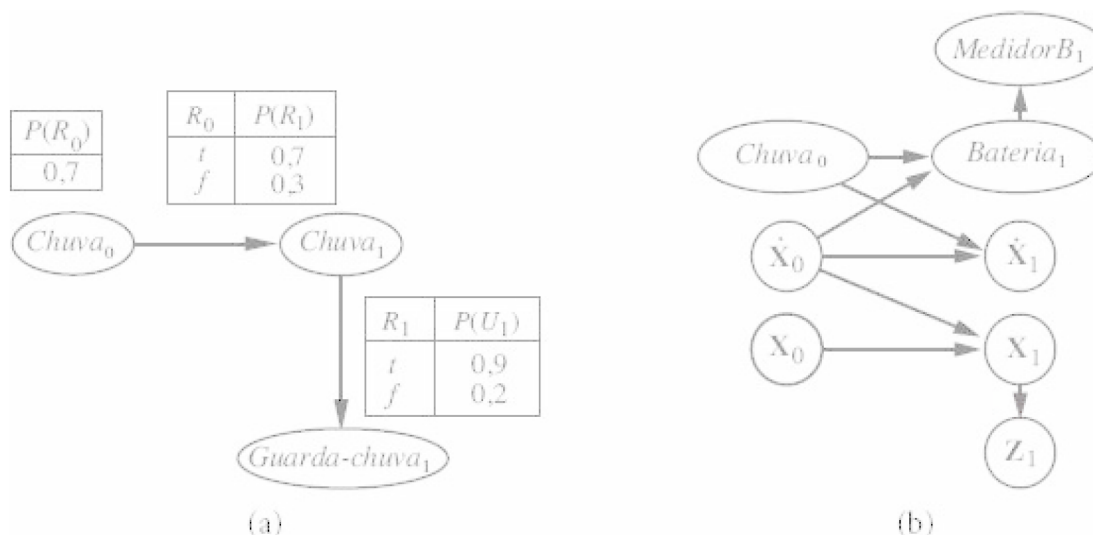 P(R₀)
0,7
R₀ P(R₁)
t 0,7
f 0,3
Chuva₀
Chuva₁
R₁ P(U₁)
t 0,9
f 0,2
Guarda-chuva₁
(a)
MedidorB₁
Chuva₀
Bateria₁
Ẋ₀
Ẋ₁
X₀
X₁
Z₁
(b)